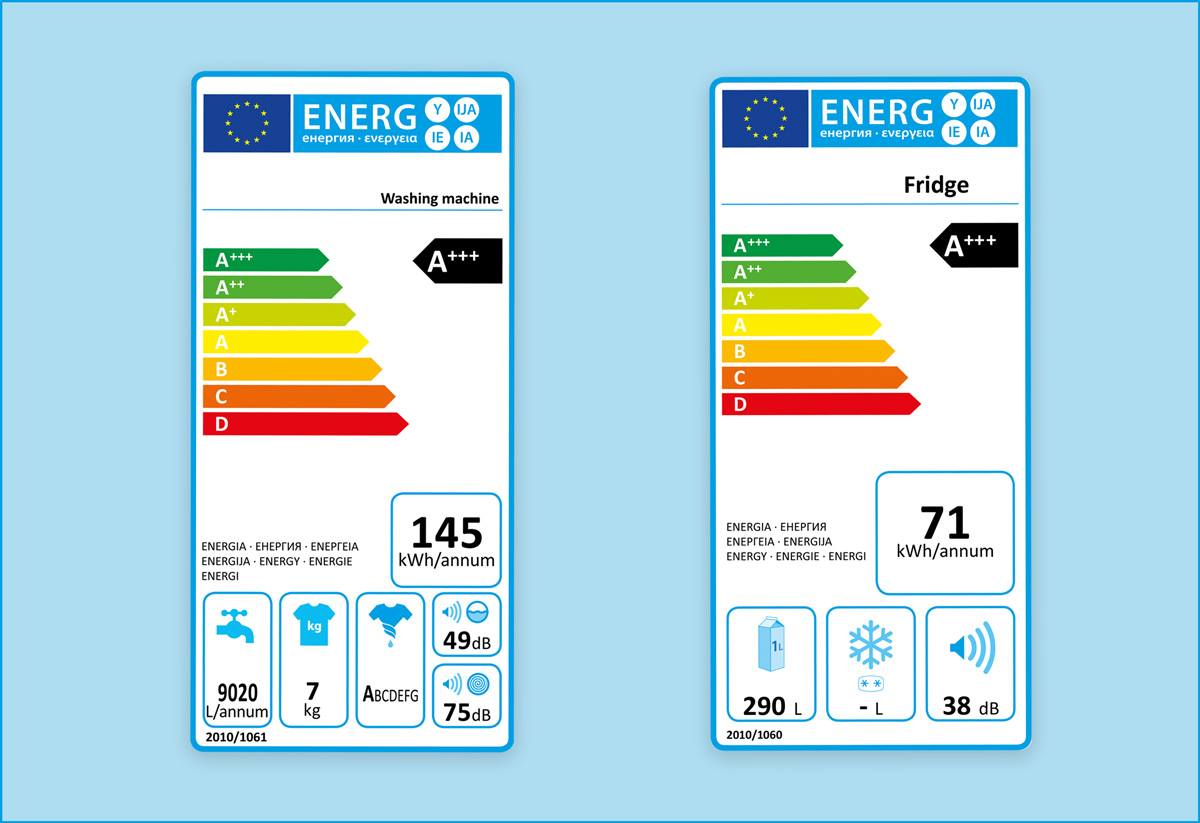 ENERG Y IJA
енергия · ενεργεια IE IA
Washing machine
A+++
A+++
A++
A+
A
B
C
D
145
kWh/annum
ENERGIA · ЕНЕРГИЯ · ΕΝΕΡΓΕΙΑ
ENERGIJA · ENERGY · ENERGIE
ENERGI
9020
L/annum
kg
7
kg
ABCDEFG
49dB
75dB
2010/1061
ENERG Y IJA
енергия · ενεργεια IE IA
Fridge
A+++
A+++
A++
A+
A
B
C
D
71
kWh/annum
ENERGIA · ЕНЕРГИЯ
ΕΝΕΡΓΕΙΑ · ENERGIJA
ENERGY · ENERGIE · ENERGI
1L
290 L
- L
38 dB
2010/1060